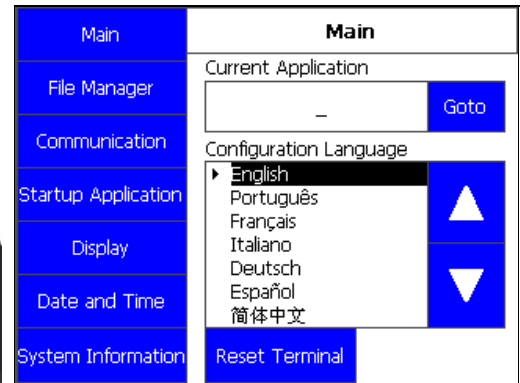 Main
File Manager
Communication
Startup Application
Display
Date and Time
System Information
Main
Current Application
_
Goto
Configuration Language
English
Português
Français
Italiano
Deutsch
Español
简体中文
Reset Terminal